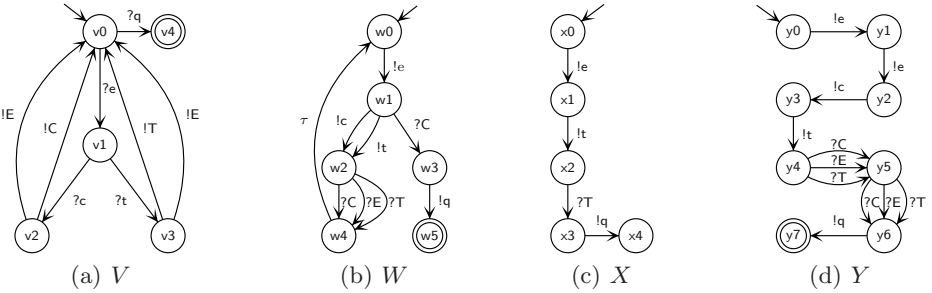 v0 ?q v4 w0 x0 y0 !e y1
?e !e !e !e
!E !C !T !E w1 x1 y3 !c y2
v1 τ !c !t ?C !t !t
?c ?t w2 w3 x2 y4 ?C ?E ?T y5
?C ?E ?T !q ?T ?C ?E ?T
v2 v3 w4 w5 x3 !q x4 y7 !q y6
(a) V (b) W (c) X (d) Y